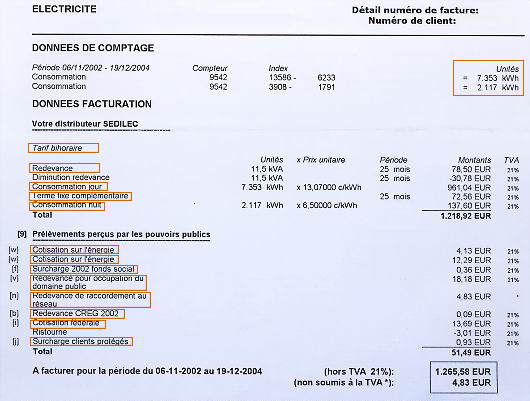 ELECTRICITE
Détail numéro de facture:
Numéro de client:
DONNEES DE COMPTAGE
Période 06/11/2002 - 19/12/2004 Compteur Index Unités
Consommation 9542 13586 - 6233 = 7.353 kWh
Consommation 9542 3908 - 1791 = 2.117 kWh
DONNEES FACTURATION
Votre distributeur SEDILEC
Tarif bihoraire
Unités x Prix unitaire Période Montants TVA
Redevance 11,5 kVA 25 mois 78,50 EUR 21%
Diminution redevance 11,5 kVA 25 mois -30,78 EUR 21%
Consommation jour 7.353 kWh x 13,07000 c/kWh 961,04 EUR 21%
Terme fixe complémentaire 25 mois 72,56 EUR 21%
Consommation nuit 2.117 kWh x 6,50000 c/kWh 137,60 EUR 21%
Total 1.218,92 EUR
[9] Prélèvements perçus par les pouvoirs publics
[w] Cotisation sur l'énergie 4,13 EUR 21%
[w] Cotisation sur l'énergie 12,29 EUR 21%
[f] Surcharge 2002 fonds social 0,36 EUR 21%
[v] Redevance pour occupation du 18,18 EUR 21%
domaine public
[n] Redevance de raccordement au 4,83 EUR
réseau
[b] Redevance CREG 2002 0,09 EUR 21%
[i] Cotisation fédérale 13,69 EUR 21%
Ristourne -3,01 EUR 21%
[j] Surcharge clients protégés 0,93 EUR 21%
Total 51,49 EUR
A facturer pour la période du 06-11-2002 au 19-12-2004 (hors TVA 21%): 1.265,58 EUR
(non soumis à la TVA *): 4,83 EUR